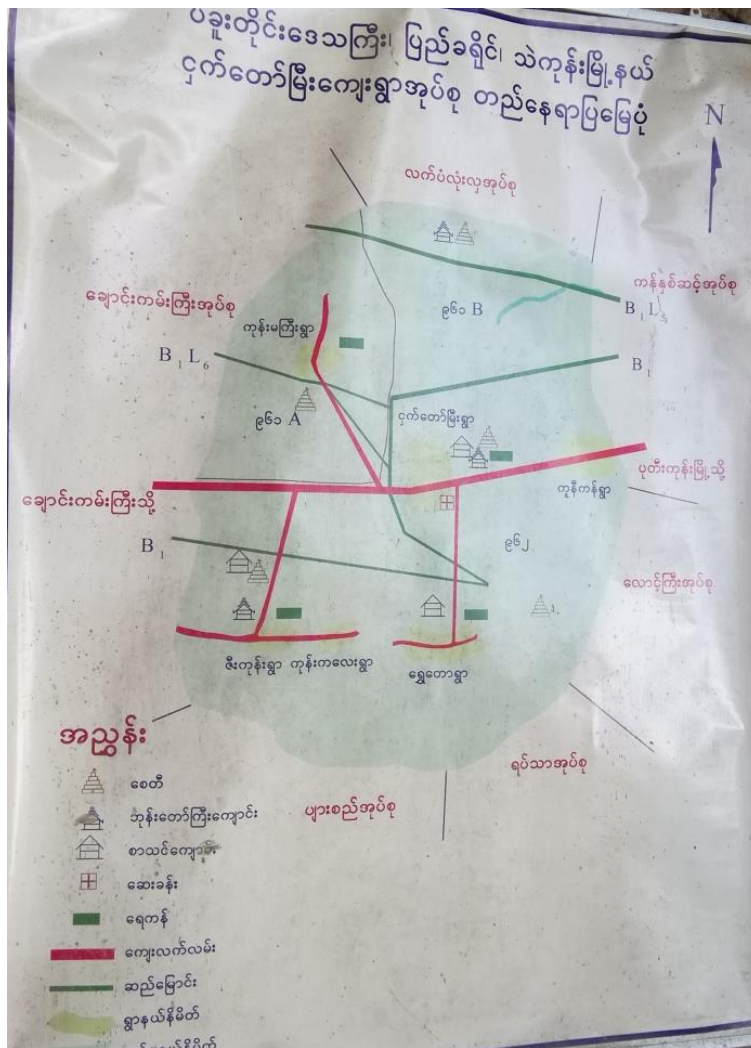 ပဲခူးတိုင်းဒေသကြီး၊ ပြည်ခရိုင်၊ သဲကုန်းမြို့နယ်
ငှက်တော်မြီးကျေးရွာအုပ်စု တည်နေရာပြမြေပုံ
N
လက်ပံလုံးလှအုပ်စု
ကန်နှစ်ဆင့်အုပ်စု
ချောင်းကမ်းကြီးအုပ်စု
၉၆၁ B
B₁L₅
ကုန်းမကြီးရွာ
B₁L₆
B₁
၉၆၁ A
ငှက်တော်မြီးရွာ
ပုတီးကုန်းမြို့သို့
ကူနီကန်ရွာ
ချောင်းကမ်းကြီးသို့
B₁
၉၆၂
လောင့်ကြီးအုပ်စု
ဇီးကုန်းရွာ ကုန်းကလေးရွာ
ရွှေတောရွာ
အညွှန်း
ရပ်သာအုပ်စု
စေတီ
ဘုန်းတော်ကြီးကျောင်း
ပျားစည်အုပ်စု
စာသင်ကျောင်း
ဆေးခန်း
ရေကန်
ကျေးလက်လမ်း
ဆည်မြောင်း
ရွာနယ်နိမိတ်